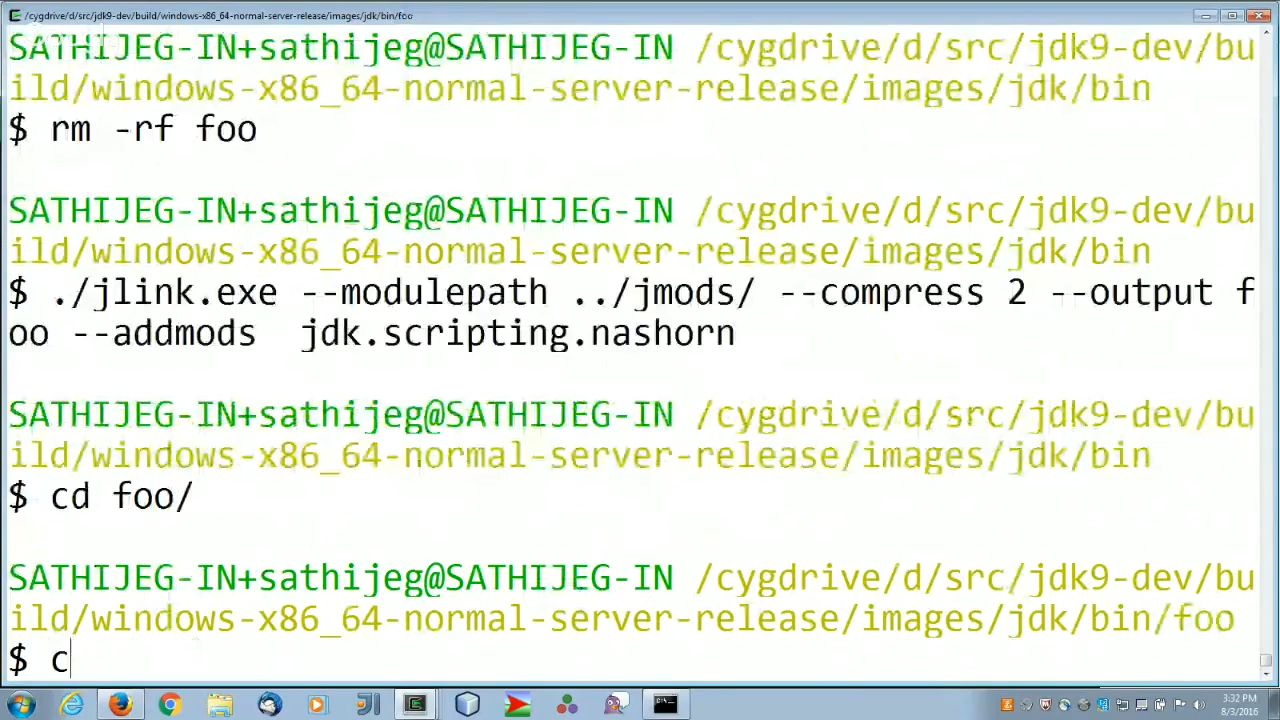 /cygdrive/d/src/jdk9-dev/build/windows-x86_64-normal-server-release/images/jdk/bin/foo
SATHIJEG-IN+sathijeg@SATHIJEG-IN /cygdrive/d/src/jdk9-dev/bu
ild/windows-x86_64-normal-server-release/images/jdk/bin
$ rm -rf foo
SATHIJEG-IN+sathijeg@SATHIJEG-IN /cygdrive/d/src/jdk9-dev/bu
ild/windows-x86_64-normal-server-release/images/jdk/bin
$ ./jlink.exe --modulepath ../jmods/ --compress 2 --output f
oo --addmods  jdk.scripting.nashorn
SATHIJEG-IN+sathijeg@SATHIJEG-IN /cygdrive/d/src/jdk9-dev/bu
ild/windows-x86_64-normal-server-release/images/jdk/bin
$ cd foo/
SATHIJEG-IN+sathijeg@SATHIJEG-IN /cygdrive/d/src/jdk9-dev/bu
ild/windows-x86_64-normal-server-release/images/jdk/bin/foo
$ c
3:32 PM
8/3/2016